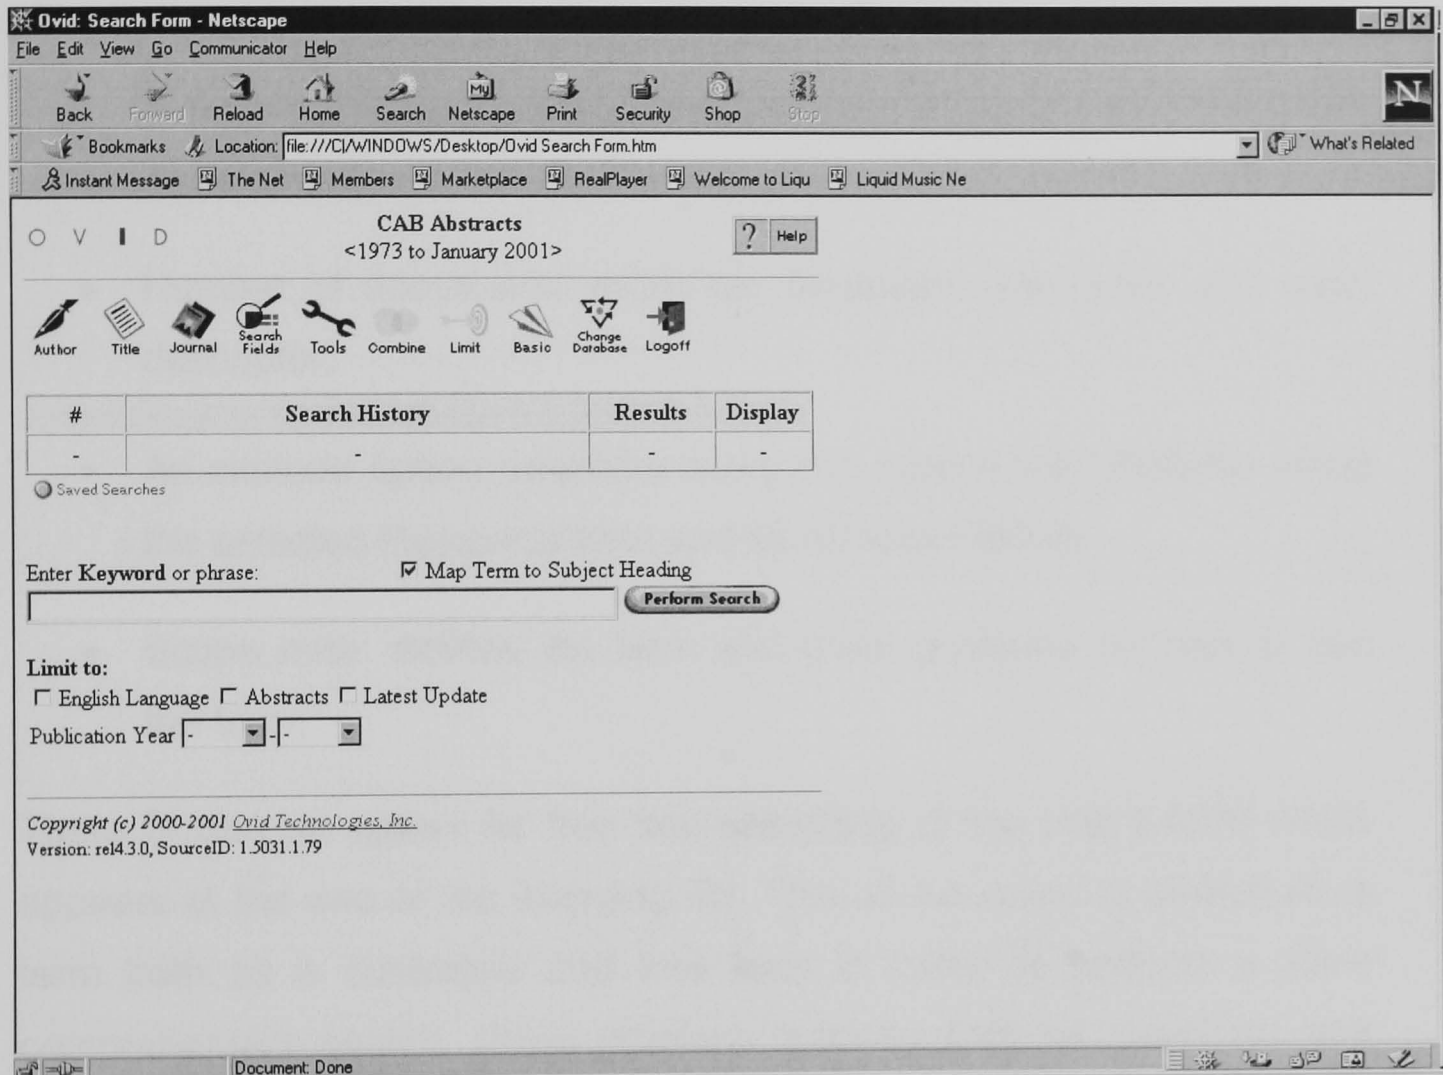 Ovid: Search Form - Netscape
File Edit View Go Communicator Help
Back Forward Reload Home Search Netscape Print Security Shop Stop
Bookmarks Location: file:///C|/WINDOWS/Desktop/Ovid Search Form.htm What's Related
Instant Message The Net Members Marketplace RealPlayer Welcome to Liqu Liquid Music Ne
O V I D
CAB Abstracts
<1973 to January 2001>
? Help
Author Title Journal Search Fields Tools Combine Limit Basic Change Database Logoff
# Search History Results Display
- - - -
Saved Searches
Enter Keyword or phrase: Map Term to Subject Heading
Perform Search
Limit to:
English Language Abstracts Latest Update
Publication Year - - -
Copyright (c) 2000-2001 Ovid Technologies, Inc.
Version: rel4.3.0, SourceID: 1.5031.1.79
Document: Done